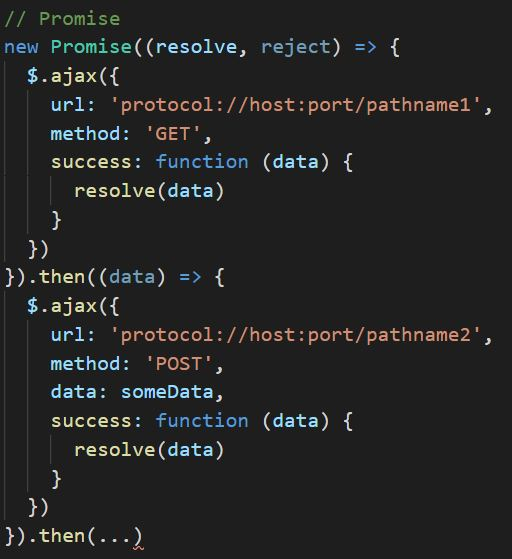 // Promise
new Promise((resolve, reject) => {
  $.ajax({
    url: 'protocol://host:port/pathname1',
    method: 'GET',
    success: function (data) {
      resolve(data)
    }
  })
}).then((data) => {
  $.ajax({
    url: 'protocol://host:port/pathname2',
    method: 'POST',
    data: someData,
    success: function (data) {
      resolve(data)
    }
  })
}).then(...)